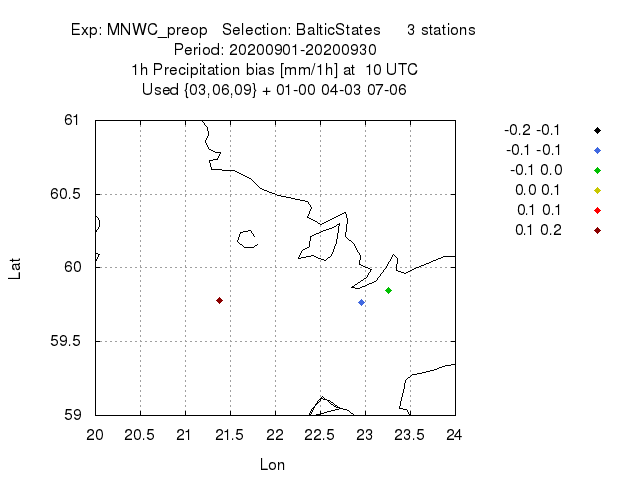 Exp: MNWC_preop   Selection: BalticStates      3 stations
Period: 20200901-20200930
1h Precipitation bias [mm/1h] at  10 UTC
Used {03,06,09} + 01-00 04-03 07-06
61
60.5
60
59.5
59
Lat
20 20.5 21 21.5 22 22.5 23 23.5 24
Lon
-0.2 -0.1
-0.1 -0.1
-0.1 0.0
0.0 0.1
0.1 0.1
0.1 0.2